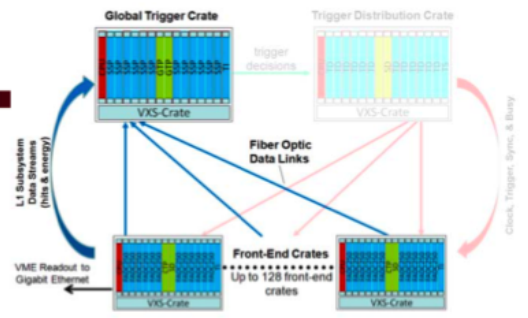 Global Trigger Crate
Trigger Distribution Crate
trigger
decisions
VXS-Crate
VXS-Crate
L1 Subsystem
Data Streams
(hits & energy)
Fiber Optic
Data Links
Clock, Trigger, Sync, & Busy
VME Readout to
Gigabit Ethernet
Front-End Crates
Up to 128 front-end
crates
VXS-Crate
VXS-Crate